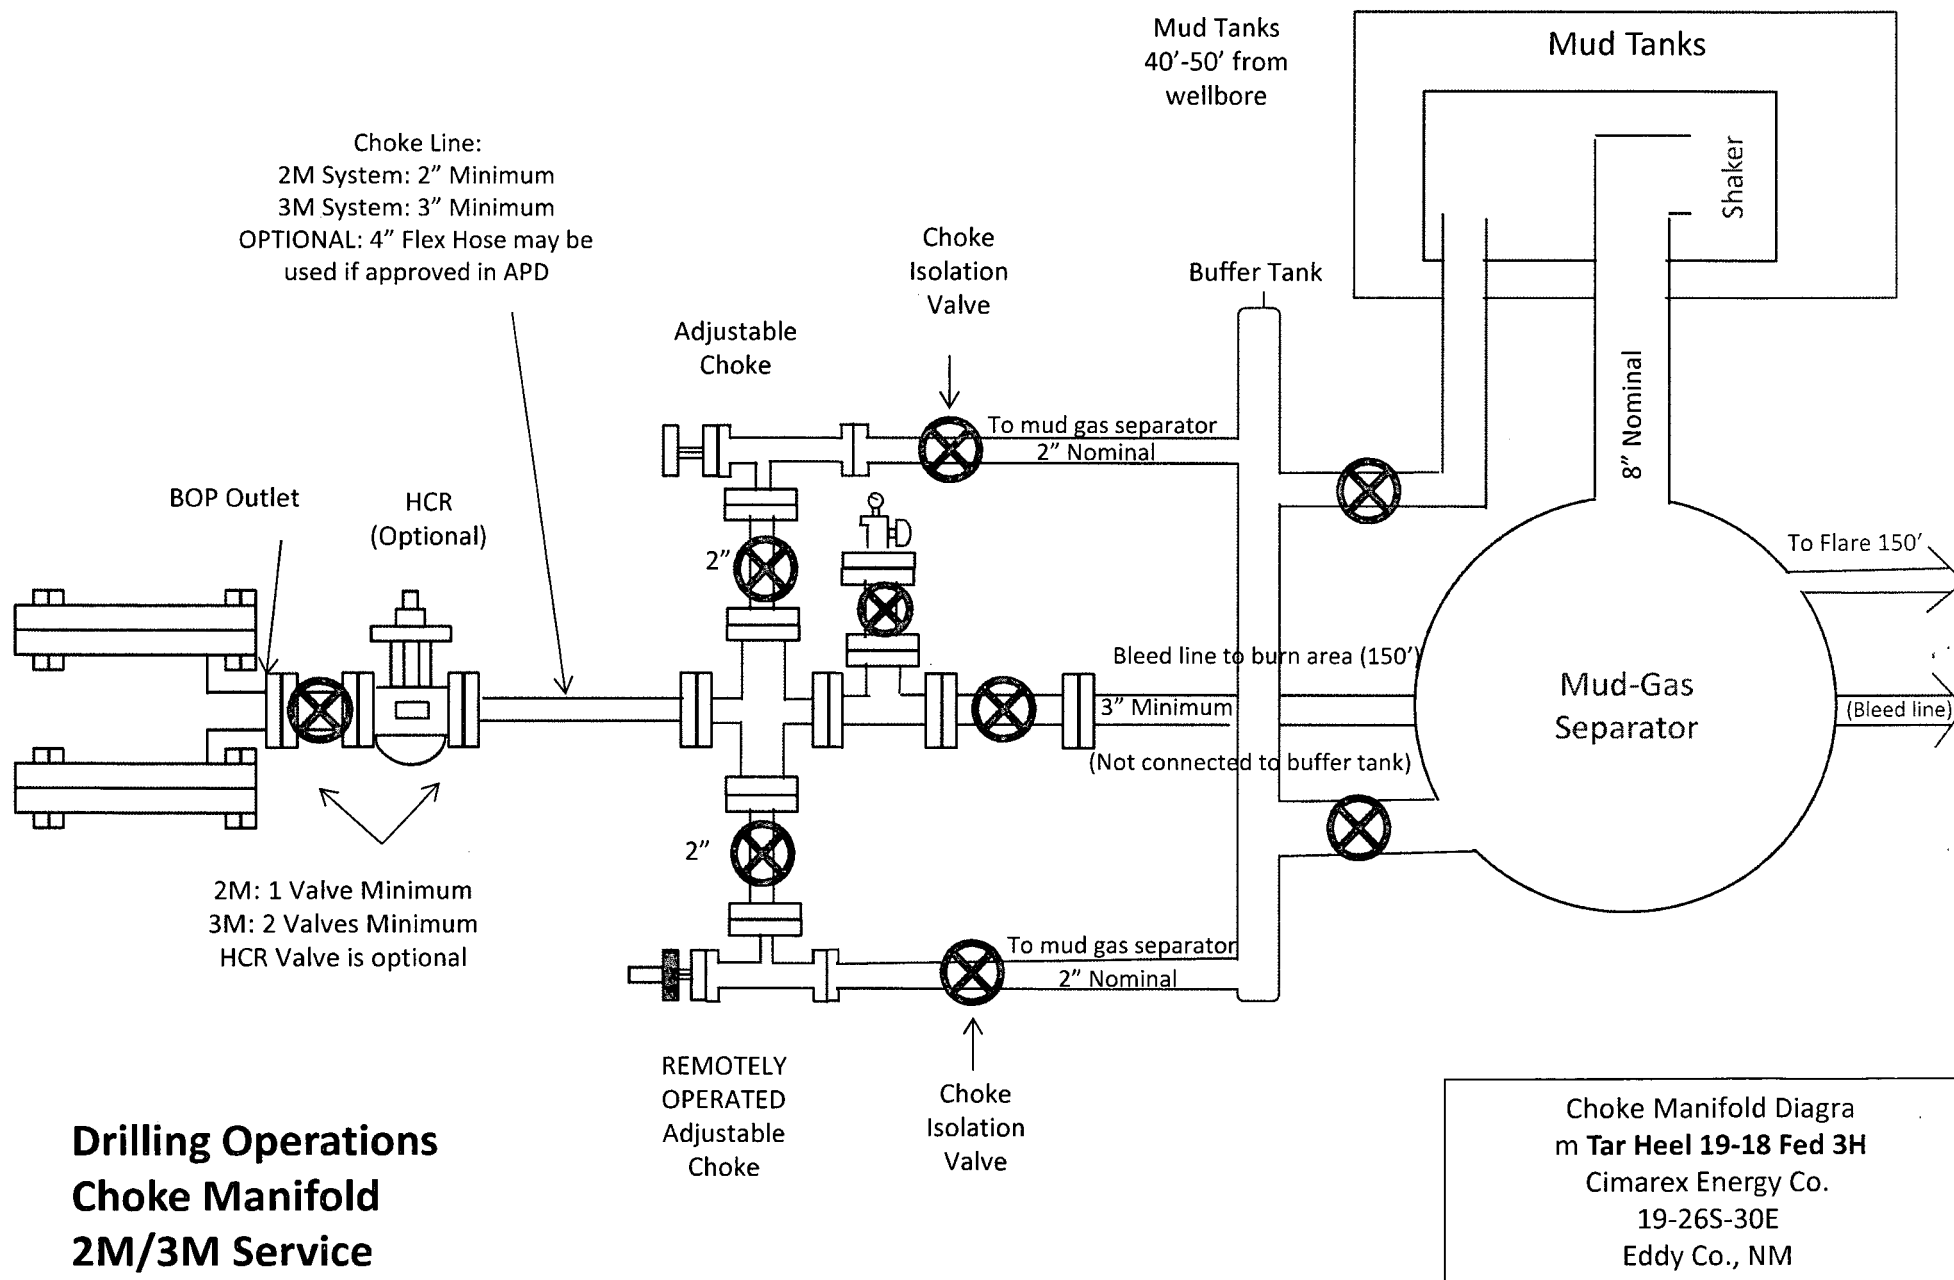 Mud Tanks
40’-50’ from
wellbore
Mud Tanks
Shaker
Choke Line:
2M System: 2” Minimum
3M System: 3” Minimum
OPTIONAL: 4” Flex Hose may be
used if approved in APD
Choke
Isolation
Valve
Buffer Tank
Adjustable
Choke
8” Nominal
To mud gas separator
2” Nominal
BOP Outlet
HCR
(Optional)
2”
To Flare 150’
Bleed line to burn area (150’)
3” Minimum
(Not connected to buffer tank)
Mud-Gas
Separator
(Bleed line)
2”
2M: 1 Valve Minimum
3M: 2 Valves Minimum
HCR Valve is optional
To mud gas separator
2” Nominal
REMOTELY
OPERATED
Adjustable
Choke
Choke
Isolation
Valve
Drilling Operations
Choke Manifold
2M/3M Service
Choke Manifold Diagra
m Tar Heel 19-18 Fed 3H
Cimarex Energy Co.
19-26S-30E
Eddy Co., NM